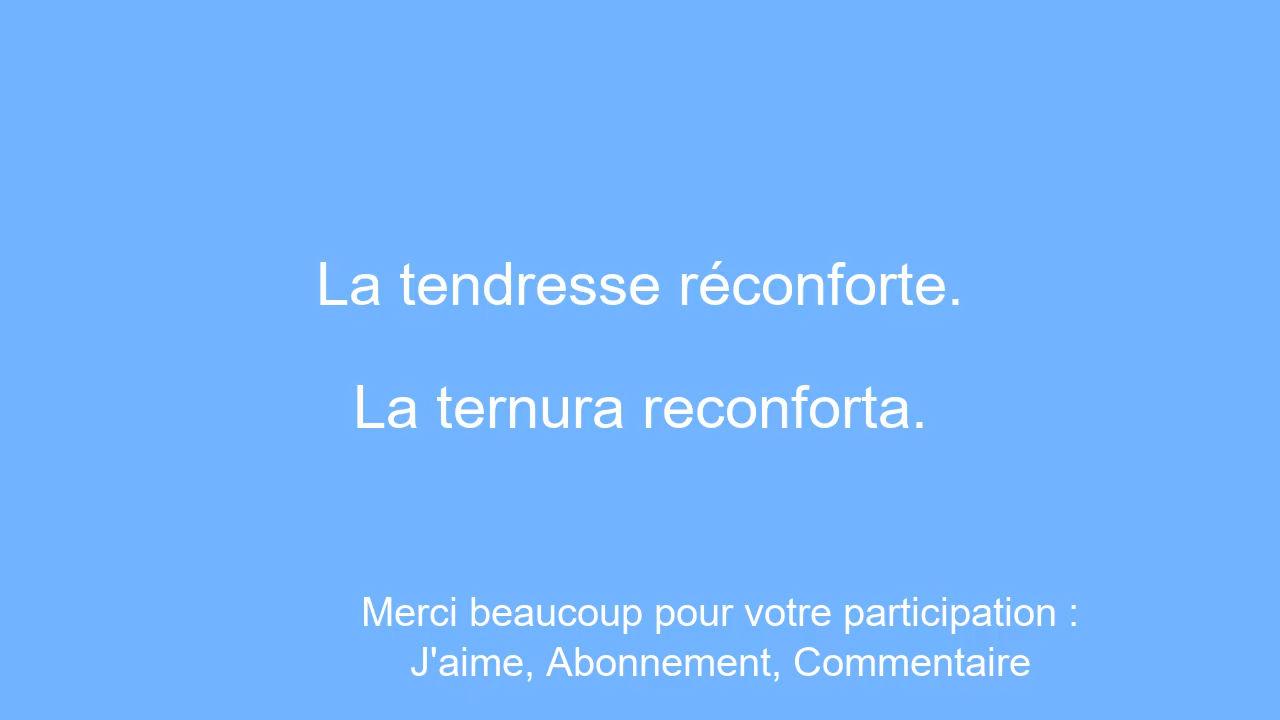 La tendresse réconforte.
La ternura reconforta.
Merci beaucoup pour votre participation :
J'aime, Abonnement, Commentaire